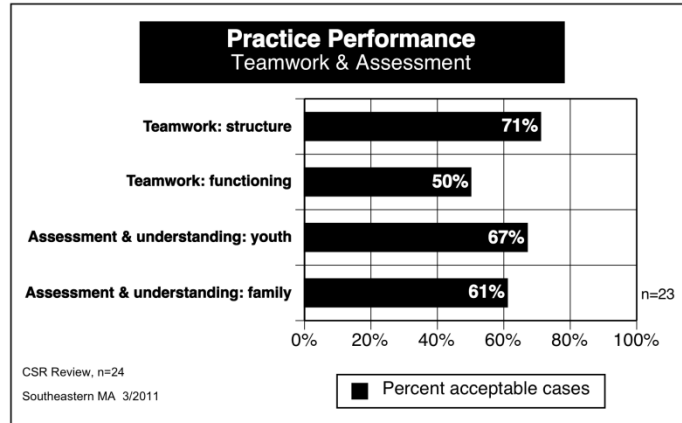 Practice Performance
Teamwork & Assessment
Teamwork: structure
71%
Teamwork: functioning
50%
Assessment & understanding: youth
67%
Assessment & understanding: family
61%
n=23
0% 20% 40% 60% 80% 100%
CSR Review, n=24
Southeastern MA 3/2011
Percent acceptable cases